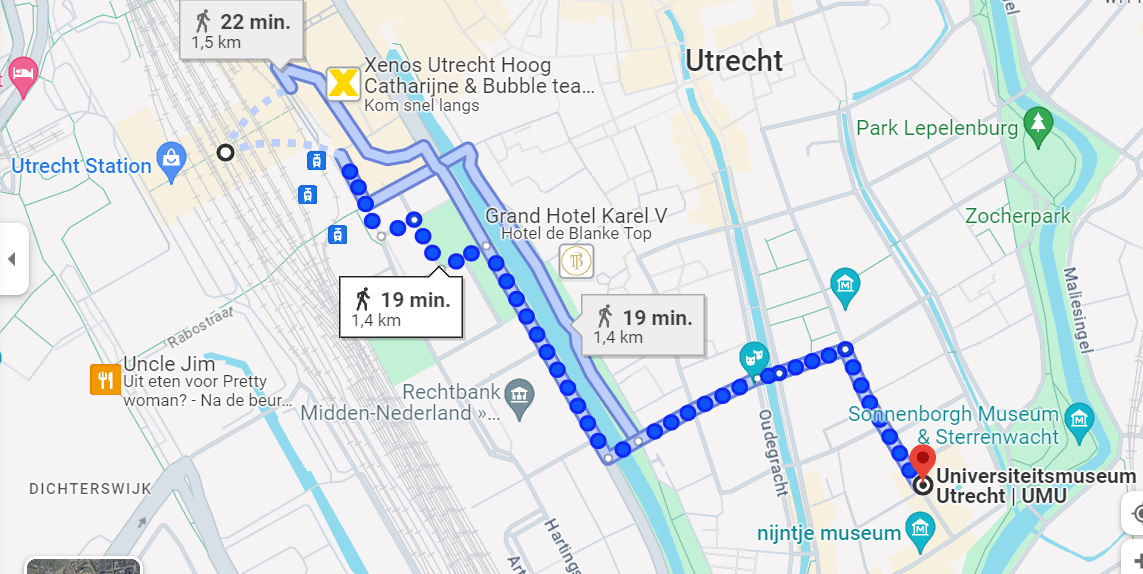 22 min.
1,5 km
Xenos Utrecht Hoog
Catharijne & Bubble tea...
Kom snel langs
Utrecht
Park Lepelenburg
Utrecht Station
Zocherpark
Grand Hotel Karel V
Hotel de Blanke Top
Maliesingel
19 min.
1,4 km
19 min.
1,4 km
Rabostraat
Uncle Jim
Uit eten voor Pretty
woman? - Na de beur...
Rechtbank
Midden-Nederland »...
Oudegracht
Sonnenborgh Museum
& Sterrenwacht
Universiteitsmuseum
Utrecht | UMU
DICHTERSWIJK
nijntje museum